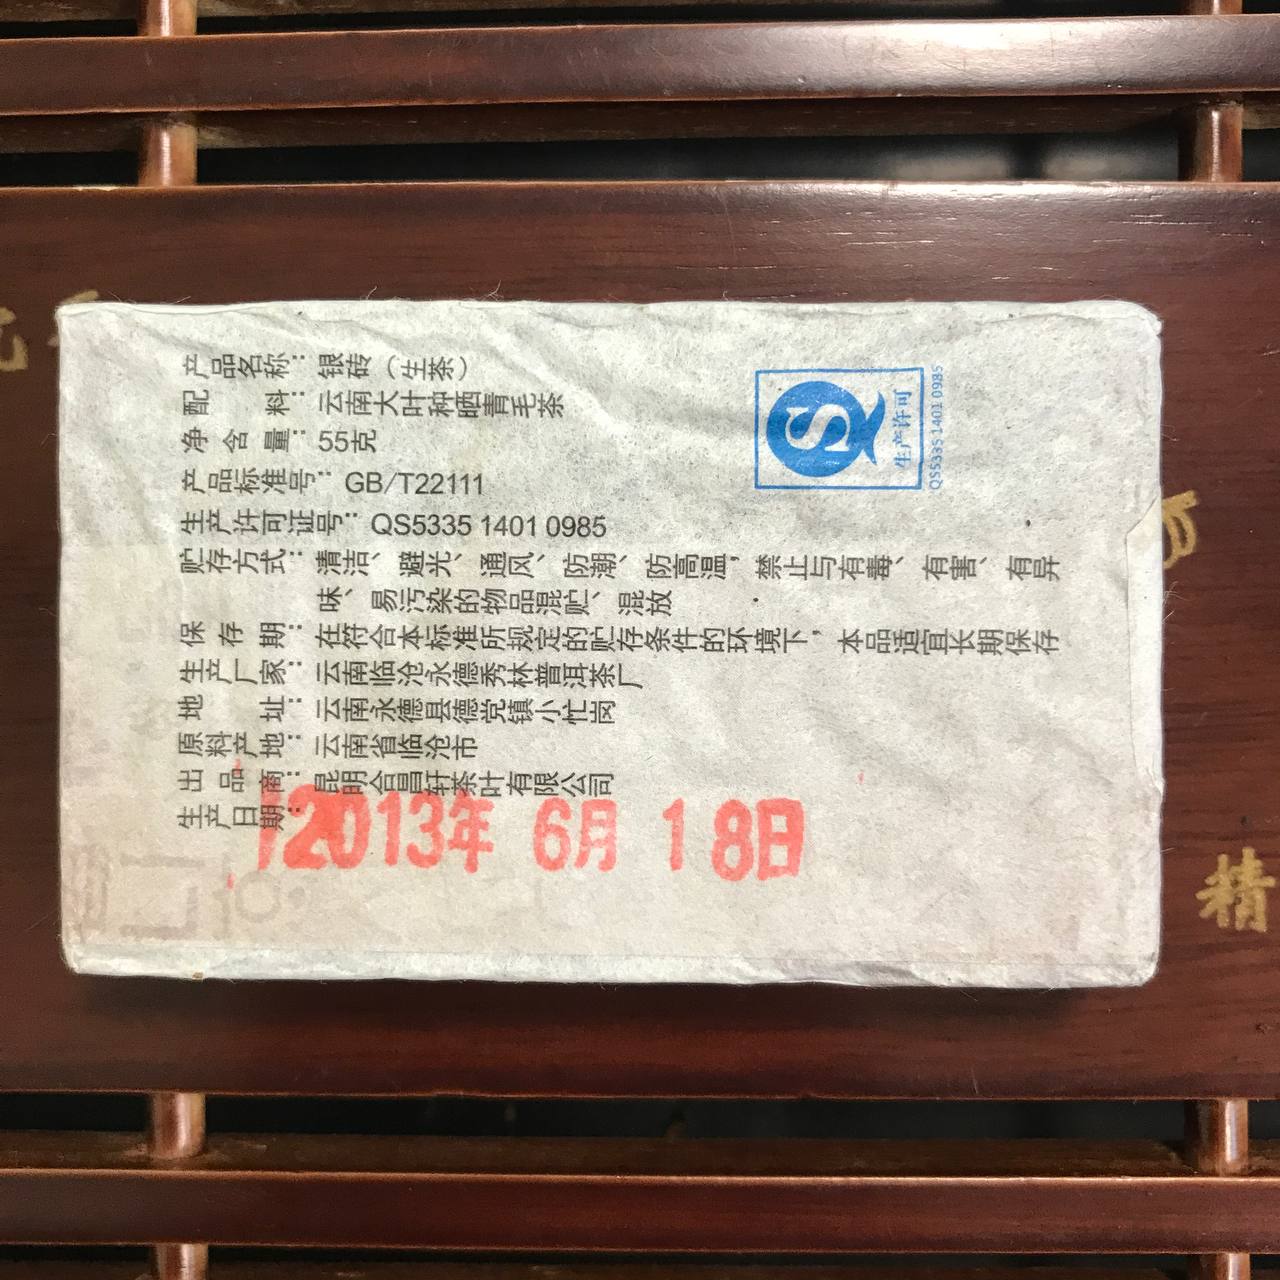 产品名称：银砖（生茶）
配料：云南大叶种晒青毛茶
净含量：55克
产品标准号：GB/T22111
生产许可证号：QS5335 1401 0985
贮存方式：清洁、避光、通风、防潮、防高温，禁止与有毒、有害、有异
味、易污染的物品混贮、混放
保存期：在符合本标准所规定的贮存条件的环境下，本品适宜长期保存
生产厂家：云南临沧永德秀林普洱茶厂
地址：云南永德县德党镇小忙岗
原料产地：云南省临沧市
出品商：昆明合昌轩茶叶有限公司
生产日期：
2013年 6月 18日
QS
生产许可
QS5335 1401 0985
精